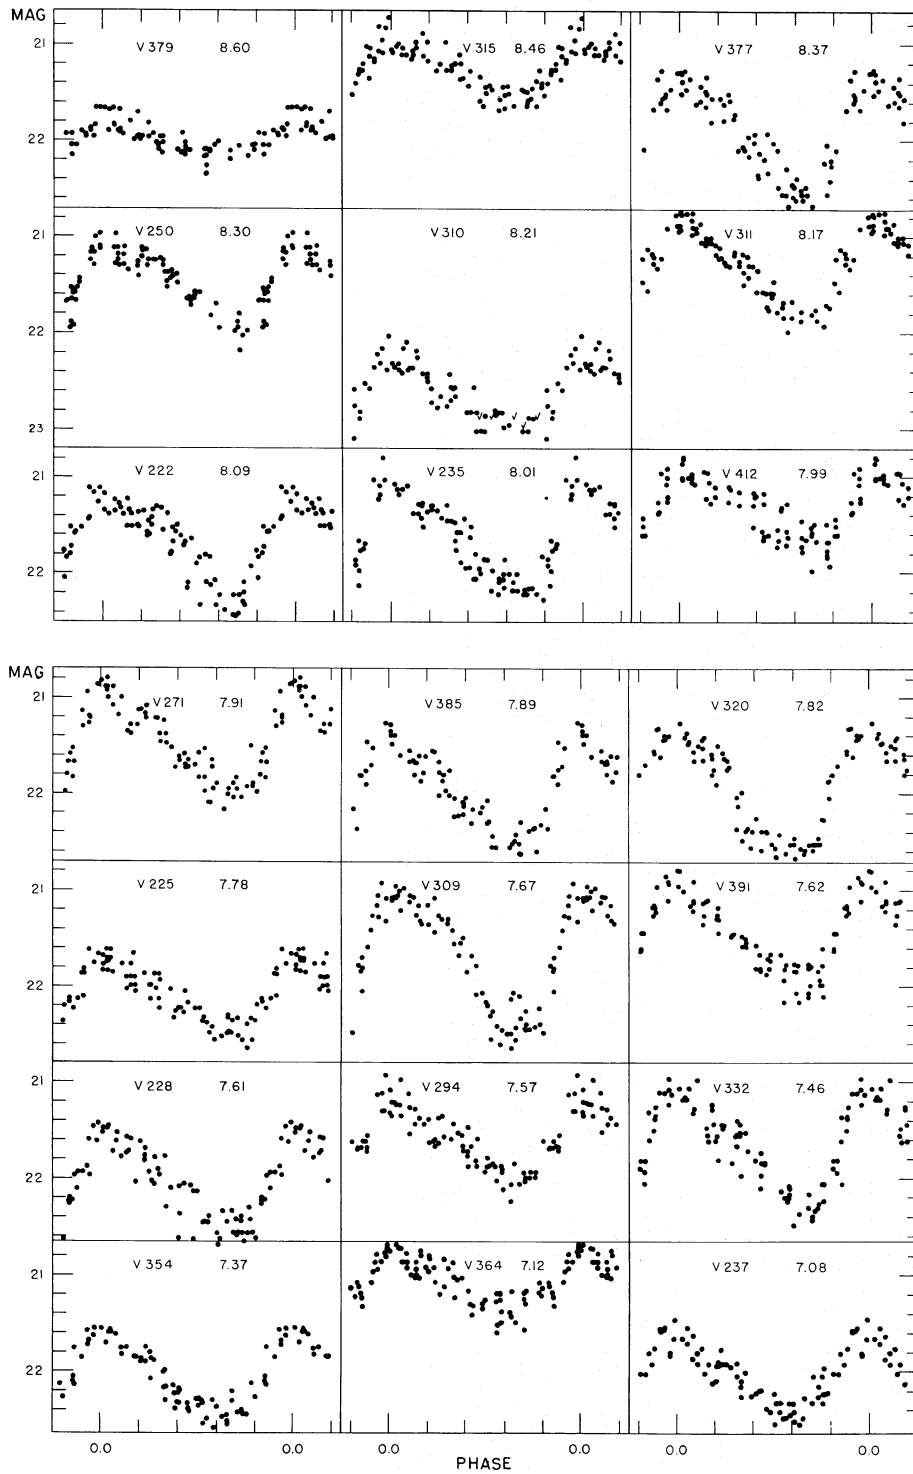 MAG
21
V 379 8.60
V 315 8.46
V 377 8.37
22
21
V 250 8.30
V 310 8.21
V 311 8.17
22
23
21
V 222 8.09
V 235 8.01
V 412 7.99
22
MAG
21
V 271 7.91
V 385 7.89
V 320 7.82
22
21
V 225 7.78
V 309 7.67
V 391 7.62
22
21
V 228 7.61
V 294 7.57
V 332 7.46
22
21
V 354 7.37
V 364 7.12
V 237 7.08
22
0.0 0.0 0.0 0.0 0.0 0.0
PHASE